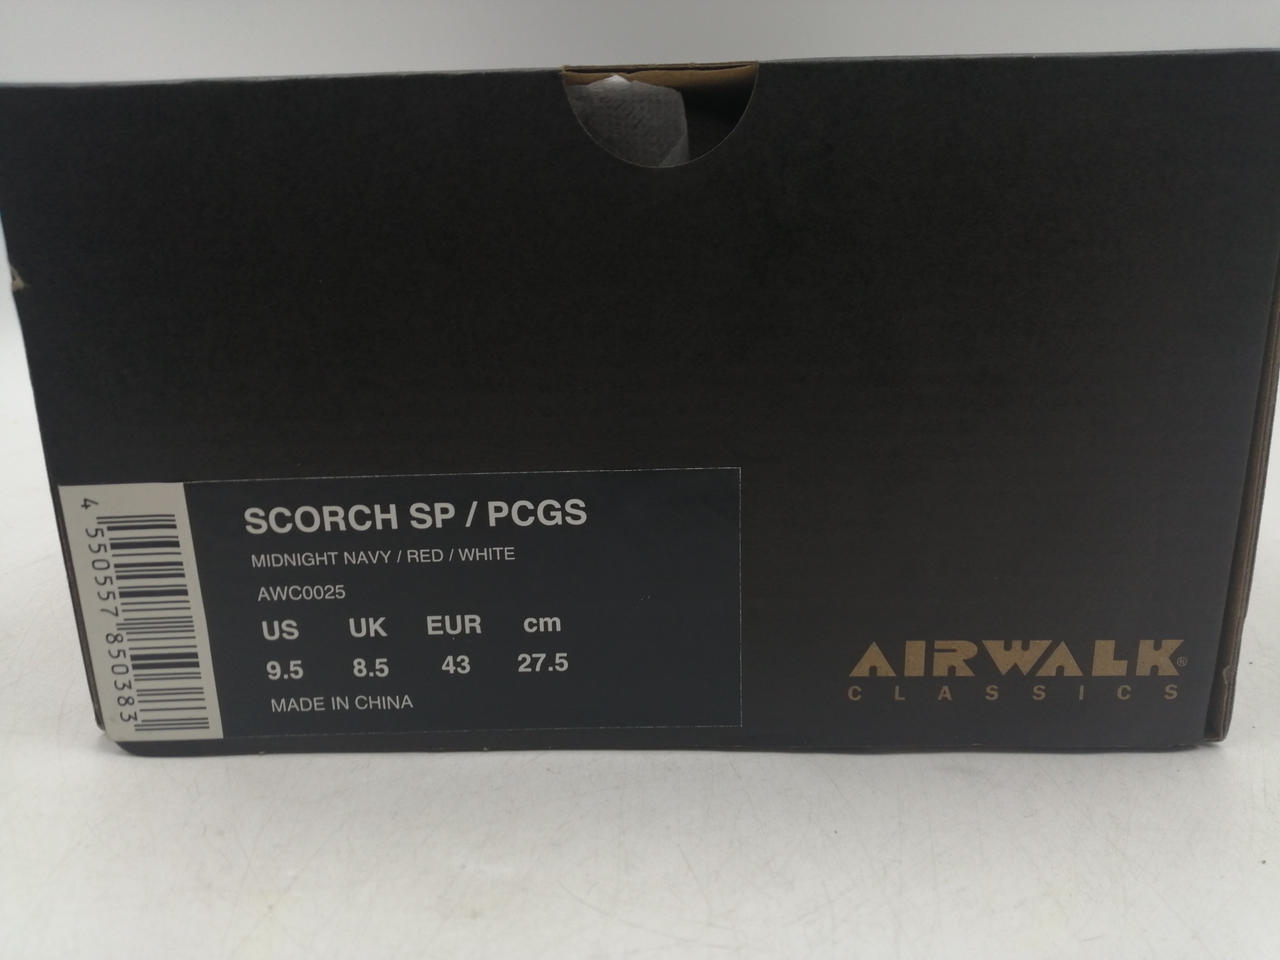 SCORCH SP / PCGS
MIDNIGHT NAVY / RED / WHITE
AWC0025
US UK EUR cm
9.5 8.5 43 27.5
MADE IN CHINA
4 550557 850383
AIRWALK®
CLASSICS